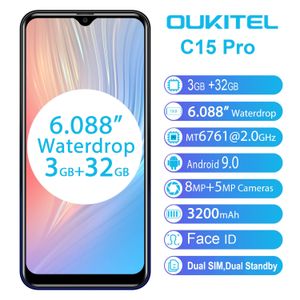 OUKITEL
C15 Pro
3GB +32GB
6.088” Waterdrop
MT6761@2.0GHz
Android 9.0
8MP+5MP Cameras
3200mAh
Face ID
Dual SIM,Dual Standby
6.088”
Waterdrop
3GB+32GB